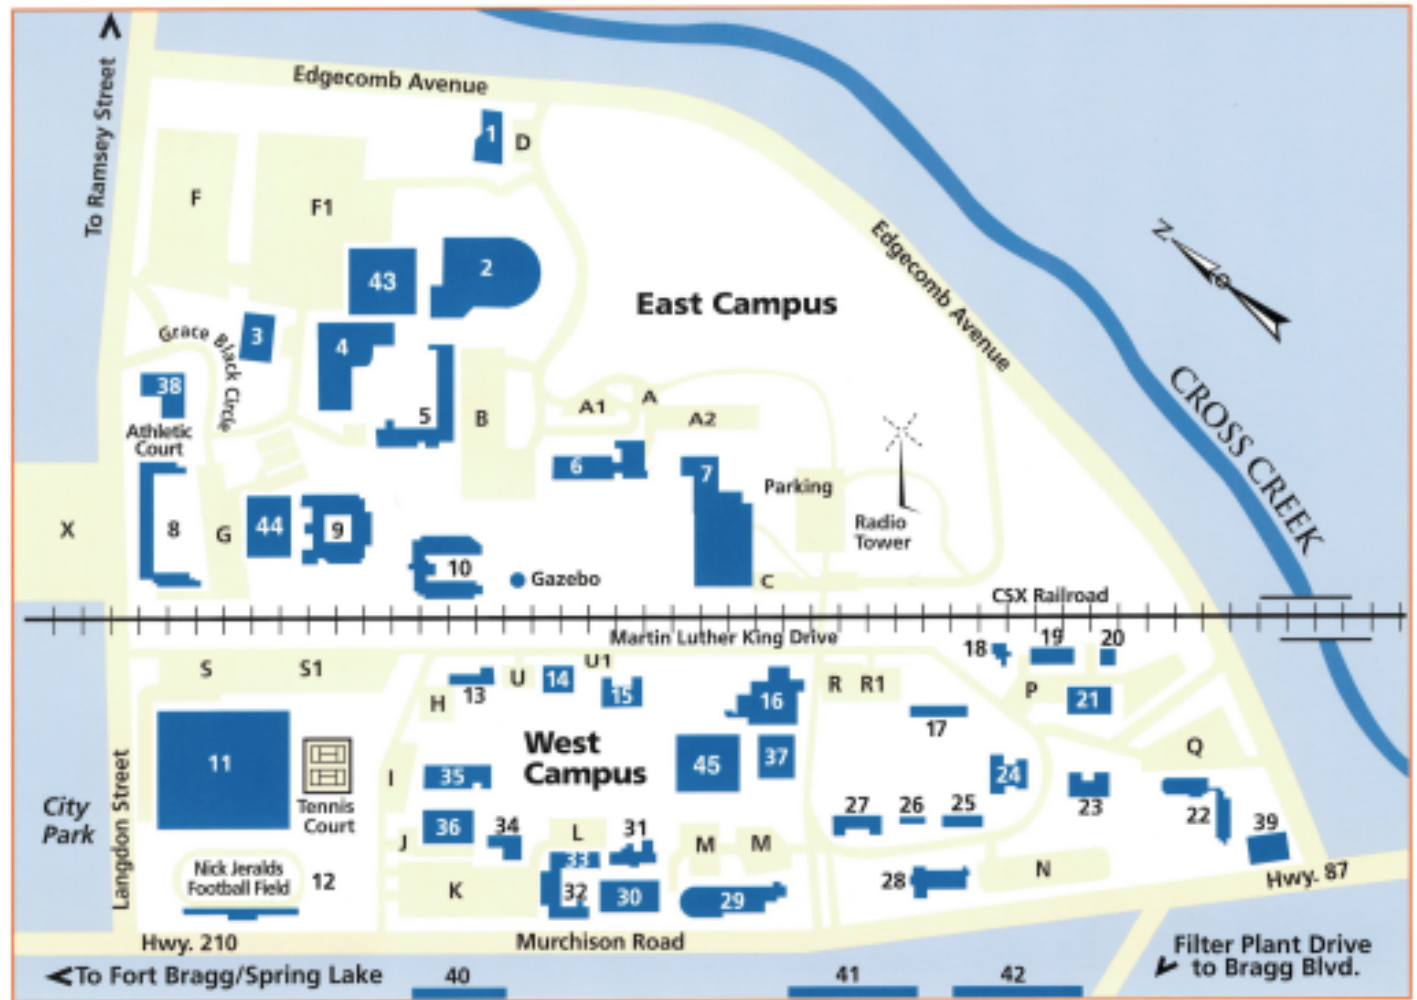 To Ramsey Street
Edgecomb Avenue
1
D
F
F1
43
2
East Campus
Edgecomb Avenue
N
CROSS CREEK
Grace Black Circle
3
4
38
Athletic
Court
5
B
A1
A
A2
6
7
Parking
Radio
Tower
X
8
G
44
9
10
Gazebo
C
CSX Railroad
Martin Luther King Drive
S
S1
H
13
U
14
U1
15
16
R
R1
18
19
20
P
21
17
Q
11
Tennis
Court
I
35
West
Campus
45
37
24
23
22
39
City
Park
Langdon Street
36
34
J
L
33
31
M
M
27
26
25
Nick Jeralds
Football Field
12
K
32
30
29
28
N
Hwy. 87
Hwy. 210
Murchison Road
To Fort Bragg/Spring Lake
40
41
42
Filter Plant Drive
to Bragg Blvd.